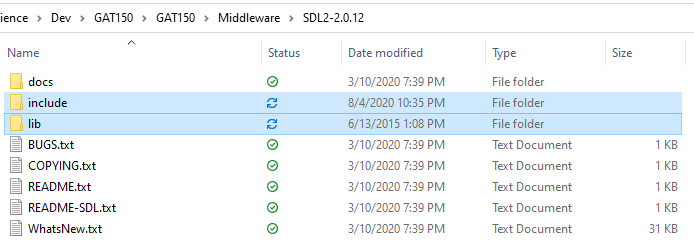 ience > Dev > GAT150 > GAT150 > Middleware > SDL2-2.0.12
Name Status Date modified Type Size
docs 3/10/2020 7:39 PM File folder
include 8/4/2020 10:35 PM File folder
lib 6/13/2015 1:08 PM File folder
BUGS.txt 3/10/2020 7:39 PM Text Document 1 KB
COPYING.txt 3/10/2020 7:39 PM Text Document 1 KB
README.txt 3/10/2020 7:39 PM Text Document 1 KB
README-SDL.txt 3/10/2020 7:39 PM Text Document 1 KB
WhatsNew.txt 3/10/2020 7:39 PM Text Document 31 KB